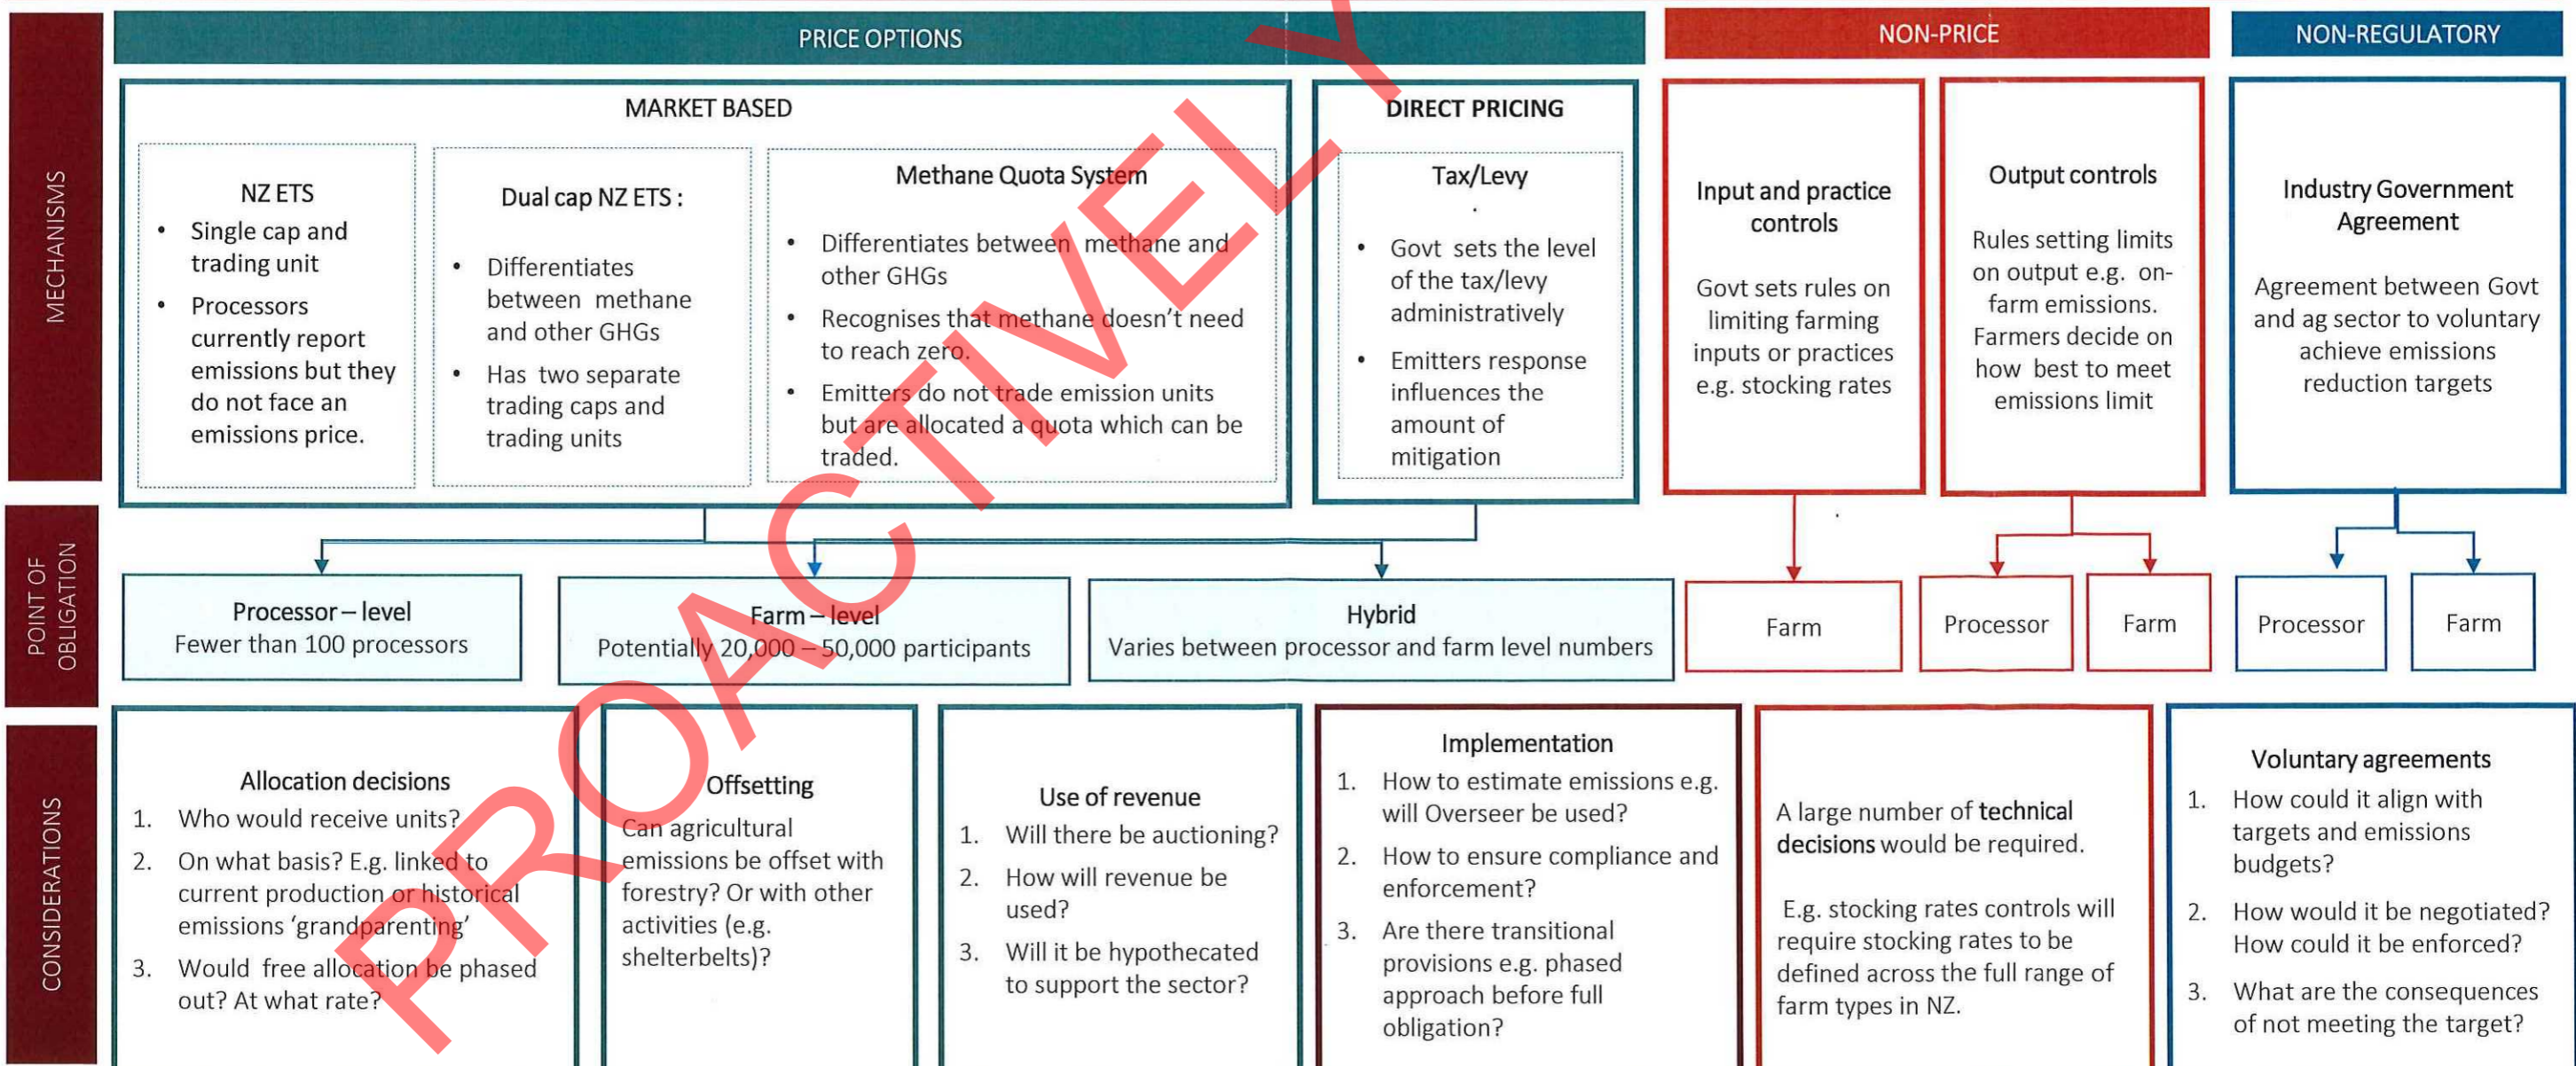 PRICE OPTIONS
NON-PRICE
NON-REGULATORY
MECHANISMS
MARKET BASED
NZ ETS
• Single cap and
trading unit
• Processors
currently report
emissions but they
do not face an
emissions price.
Dual cap NZ ETS :
• Differentiates
between methane
and other GHGs
• Has two separate
trading caps and
trading units
Methane Quota System
• Differentiates between methane and
other GHGs
• Recognises that methane doesn't need
to reach zero.
• Emitters do not trade emission units
but are allocated a quota which can be
traded.
DIRECT PRICING
Tax/Levy
• Govt sets the level
of the tax/levy
administratively
• Emitters response
influences the
amount of
mitigation
Input and practice
controls
Govt sets rules on
limiting farming
inputs or practices
e.g. stocking rates
Output controls
Rules setting limits
on output e.g. on-
farm emissions.
Farmers decide on
how best to meet
emissions limit
Industry Government
Agreement
Agreement between Govt
and ag sector to voluntary
achieve emissions
reduction targets
POINT OF
OBLIGATION
Processor – level
Fewer than 100 processors
Farm – level
Potentially 20,000 – 50,000 participants
Hybrid
Varies between processor and farm level numbers
Farm
Processor
Farm
Processor
Farm
CONSIDERATIONS
Allocation decisions
1. Who would receive units?
2. On what basis? E.g. linked to
current production or historical
emissions 'grandparenting'
3. Would free allocation be phased
out? At what rate?
Offsetting
Can agricultural
emissions be offset with
forestry? Or with other
activities (e.g.
shelterbelts)?
Use of revenue
1. Will there be auctioning?
2. How will revenue be
used?
3. Will it be hypothecated
to support the sector?
Implementation
1. How to estimate emissions e.g.
will Overseer be used?
2. How to ensure compliance and
enforcement?
3. Are there transitional
provisions e.g. phased
approach before full
obligation?
A large number of technical
decisions would be required.
E.g. stocking rates controls will
require stocking rates to be
defined across the full range of
farm types in NZ.
Voluntary agreements
1. How could it align with
targets and emissions
budgets?
2. How would it be negotiated?
How could it be enforced?
3. What are the consequences
of not meeting the target?
PROACTIVELY